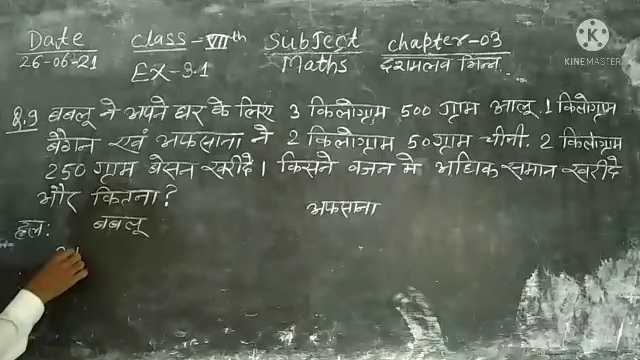 Date Class-VIIth Subject Chapter-03
26-06-21 Ex-3.1 Maths दशमलव भिन्न
KINEMASTER
Q.9 बबलू ने अपने घर के लिए 3 किलोग्राम 500 ग्राम आलू, 1 किलोग्राम
बैगन एवं अफसाना ने 2 किलोग्राम 50 ग्राम चीनी, 2 किलोग्राम
250 ग्राम बेसन खरीदै। किसने वजन मे अधिक समान खरीदै
और कितना?
हल: बबलू अफसाना